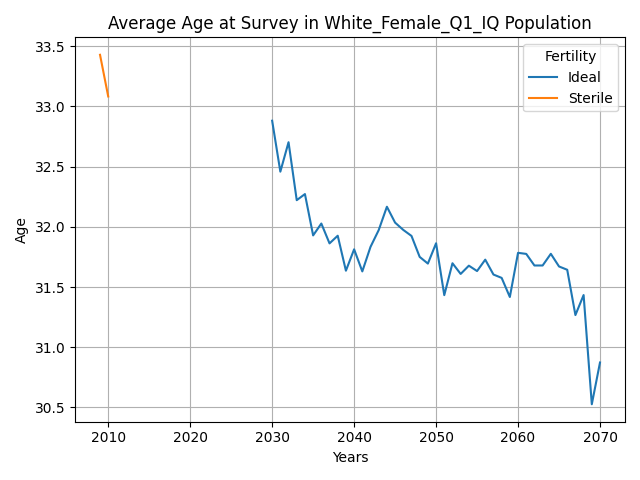 Average Age at Survey in White_Female_Q1_IQ Population
33.5
33.0
32.5
32.0
31.5
31.0
30.5
Age
Fertility
Ideal
Sterile
2010 2020 2030 2040 2050 2060 2070
Years